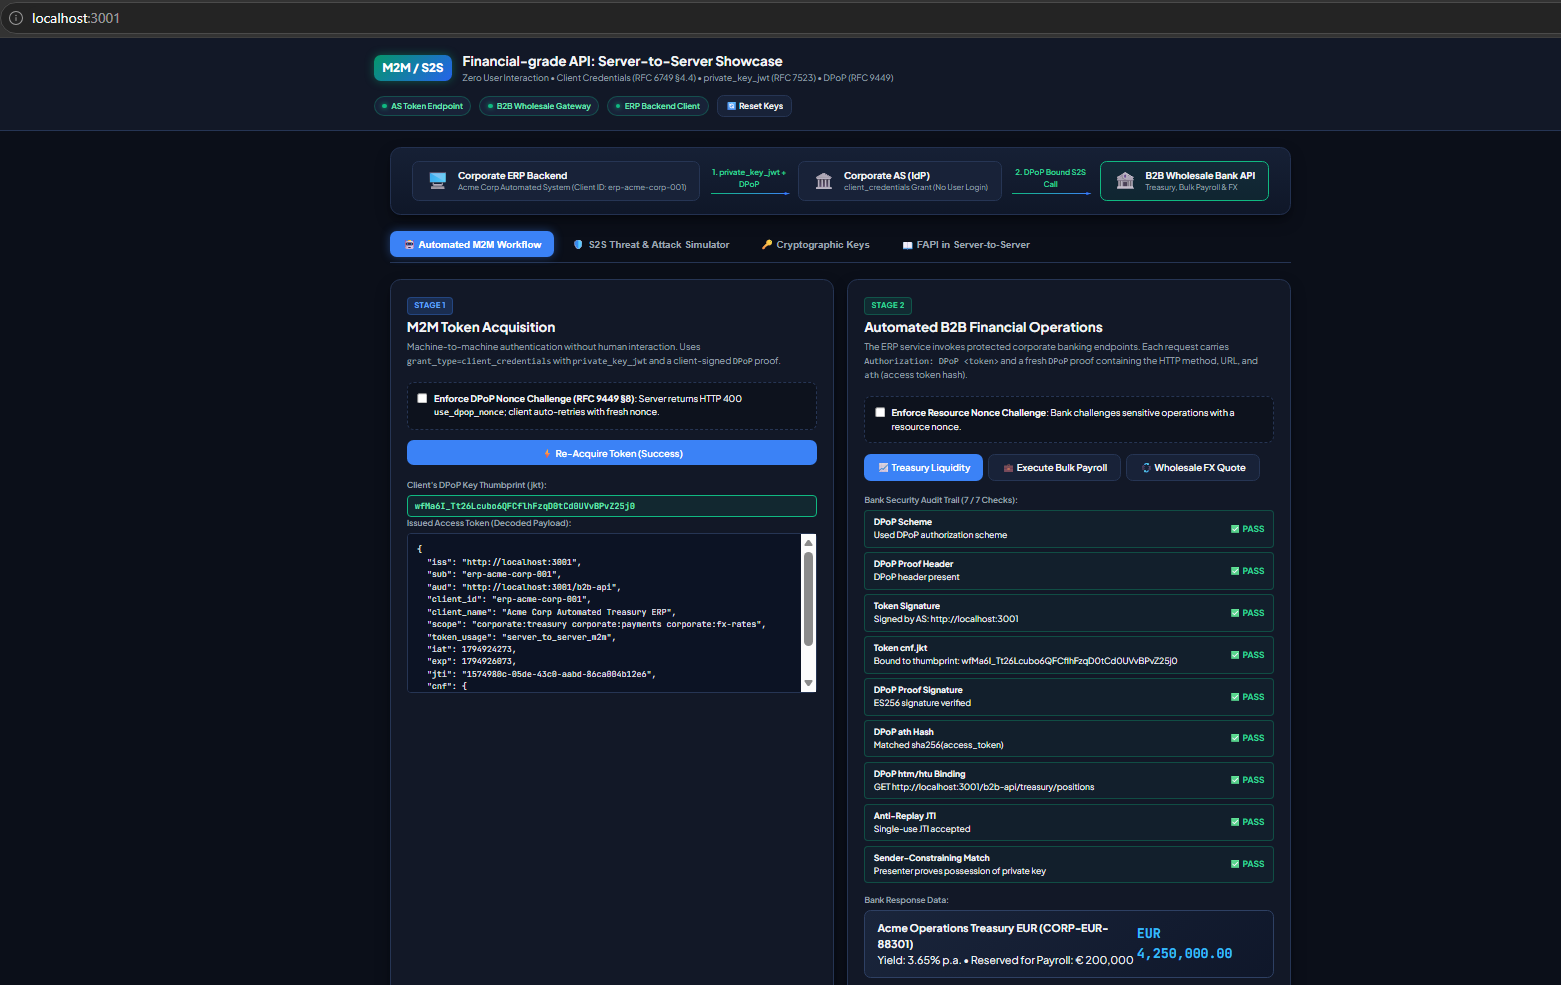 localhost:3001
M2M / S2S
Financial-grade API: Server-to-Server Showcase
Zero User Interaction • Client Credentials (RFC 6749 §4.4) • private_key_jwt (RFC 7523) • DPoP (RFC 9449)
AS Token Endpoint
B2B Wholesale Gateway
ERP Backend Client
Reset Keys
Corporate ERP Backend
Acme Corp Automated System (Client ID: erp-acme-corp-001)
1. private_key_jwt +
DPoP
Corporate AS (IdP)
client_credentials Grant (No User Login)
2. DPoP Bound S2S
Call
B2B Wholesale Bank API
Treasury, Bulk Payroll & FX
Automated M2M Workflow
S2S Threat & Attack Simulator
Cryptographic Keys
FAPI in Server-to-Server
STAGE 1
M2M Token Acquisition
Machine-to-machine authentication without human interaction. Uses
grant_type=client_credentials with private_key_jwt and a client-signed DPoP proof.
Enforce DPoP Nonce Challenge (RFC 9449 §8): Server returns HTTP 400
use_dpop_nonce; client auto-retries with fresh nonce.
Re-Acquire Token (Success)
Client's DPoP Key Thumbprint (jkt):
wfMa6I_Tt26Lcubo6QFCflhFzqD0tCd0UVvBPvZ25j0
Issued Access Token (Decoded Payload):
{
"iss": "http://localhost:3001",
"sub": "erp-acme-corp-001",
"aud": "http://localhost:3001/b2b-api",
"client_id": "erp-acme-corp-001",
"client_name": "Acme Corp Automated Treasury ERP",
"scope": "corporate:treasury corporate:payments corporate:fx-rates",
"token_usage": "server_to_server_m2m",
"iat": 1794924273,
"exp": 1794926073,
"jti": "1574980c-05de-43c0-aabd-86ca004b12e6",
"cnf": {
STAGE 2
Automated B2B Financial Operations
The ERP service invokes protected corporate banking endpoints. Each request carries
Authorization: DPoP <token> and a fresh DPoP proof containing the HTTP method, URL, and
ath (access token hash).
Enforce Resource Nonce Challenge: Bank challenges sensitive operations with a
resource nonce.
Treasury Liquidity
Execute Bulk Payroll
Wholesale FX Quote
Bank Security Audit Trail (7 / 7 Checks):
DPoP Scheme
Used DPoP authorization scheme
PASS
DPoP Proof Header
DPoP header present
PASS
Token Signature
Signed by AS: http://localhost:3001
PASS
Token cnf.jkt
Bound to thumbprint: wfMa6I_Tt26Lcubo6QFCflhFzqD0tCd0UVvBPvZ25j0
PASS
DPoP Proof Signature
ES256 signature verified
PASS
DPoP ath Hash
Matched sha256(access_token)
PASS
DPoP htm/htu Binding
GET http://localhost:3001/b2b-api/treasury/positions
PASS
Anti-Replay JTI
Single-use JTI accepted
PASS
Sender-Constraining Match
Presenter proves possession of private key
PASS
Bank Response Data:
Acme Operations Treasury EUR (CORP-EUR-
88301)
Yield: 3.65% p.a. • Reserved for Payroll: € 200,000
EUR
4,250,000.00